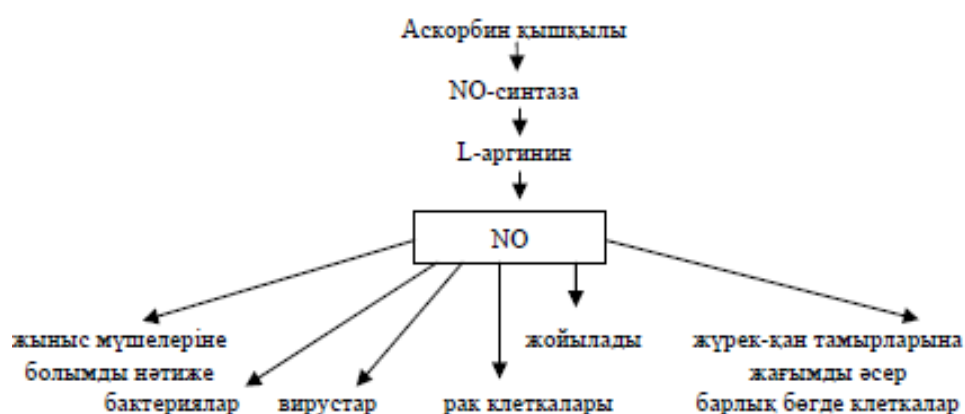 Аскорбин қышқылы
NO-синтаза
L-аргинин
NO
жыныс мүшелеріне
болымды нәтиже
жойылады
жүрек-қан тамырларына
жағымды әсер
бактериялар
вирустар
рак клеткалары
барлық бөгде клеткалар